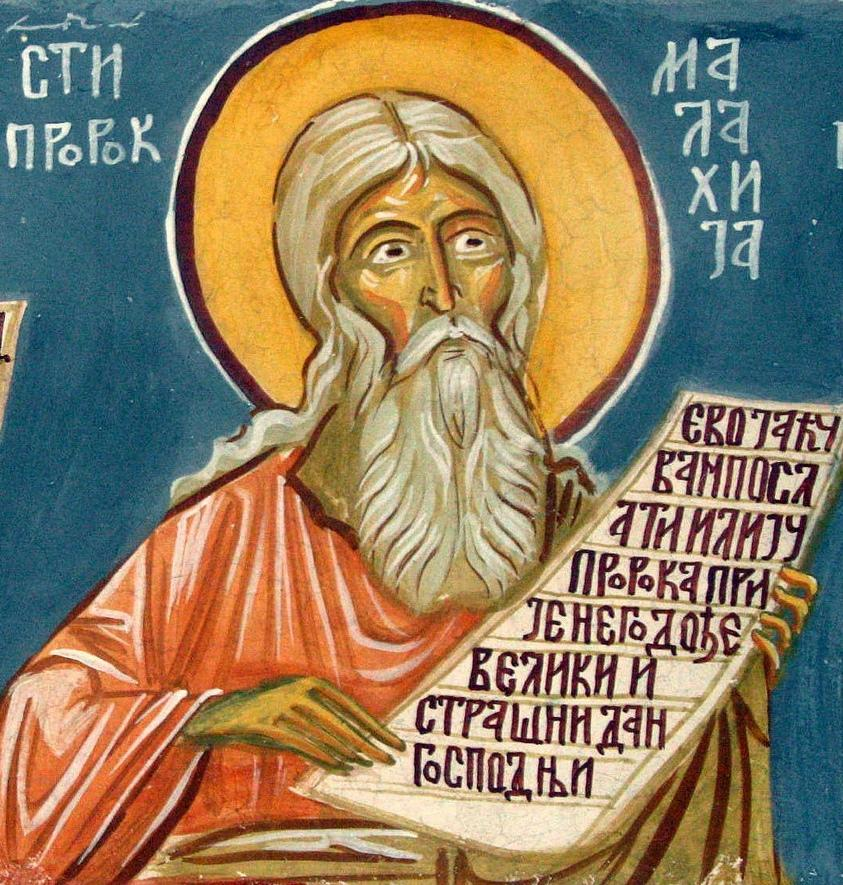 СТИ
ПРОРОК
МА
ЛА
ХИ
ЈА
ЕВО ЈА ЋУ
ВАМ ПОСЛ
АТИ ИЛИЈУ
ПРОРОКА ПРИ
ЈЕ НЕГО ДОЂЕ
ВЕЛИКИ И
СТРАШНИ ДАН
ГОСПОДЊИ